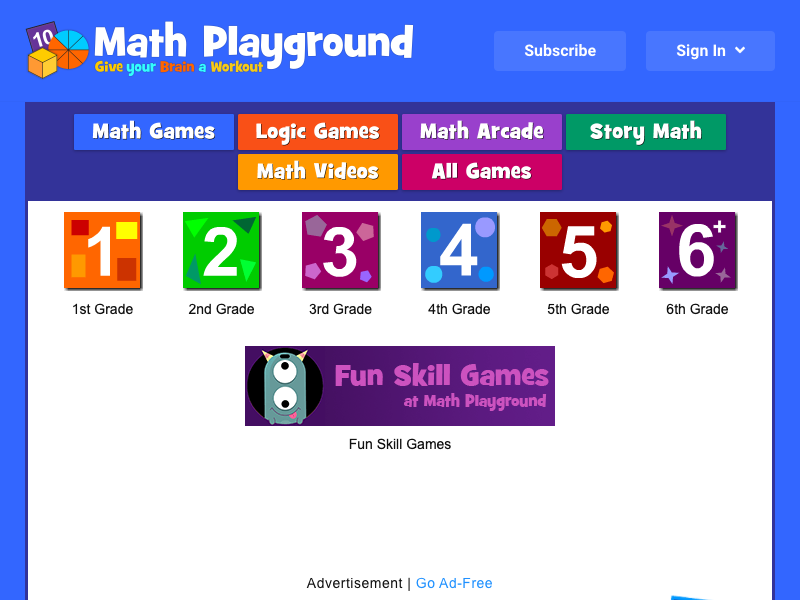 10
Math Playground
Give your Brain a Workout
Subscribe
Sign In
Math Games
Logic Games
Math Arcade
Story Math
Math Videos
All Games
1
2
3
4
5
6+
1st Grade
2nd Grade
3rd Grade
4th Grade
5th Grade
6th Grade
Fun Skill Games
at Math Playground
Fun Skill Games
Advertisement | Go Ad-Free